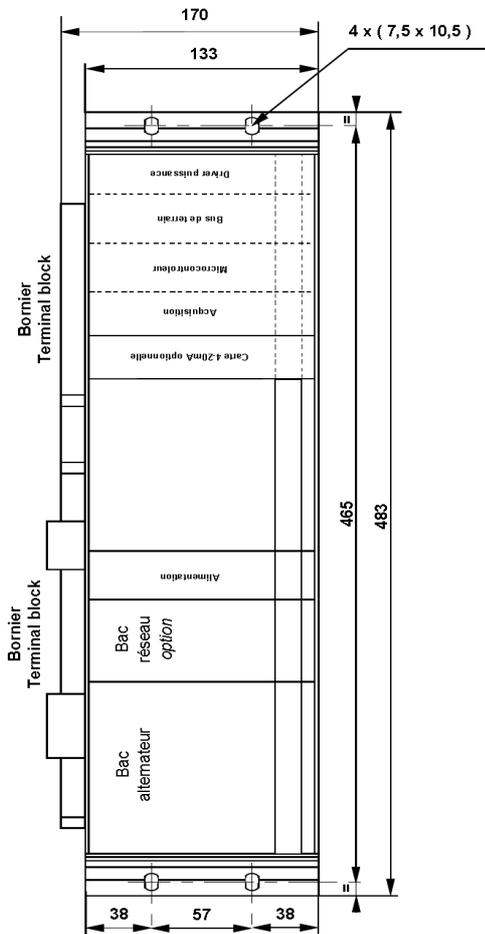 170
4 x ( 7,5 x 10,5 )
133
=
Driver puissance
Bus de terrain
Microcontroleur
Acquisition
Carte 4-20mA optionnelle
Bornier
Terminal block
465
483
Alimentation
Bornier
Terminal block
Bac
réseau
option
Bac
alternateur
=
38
57
38